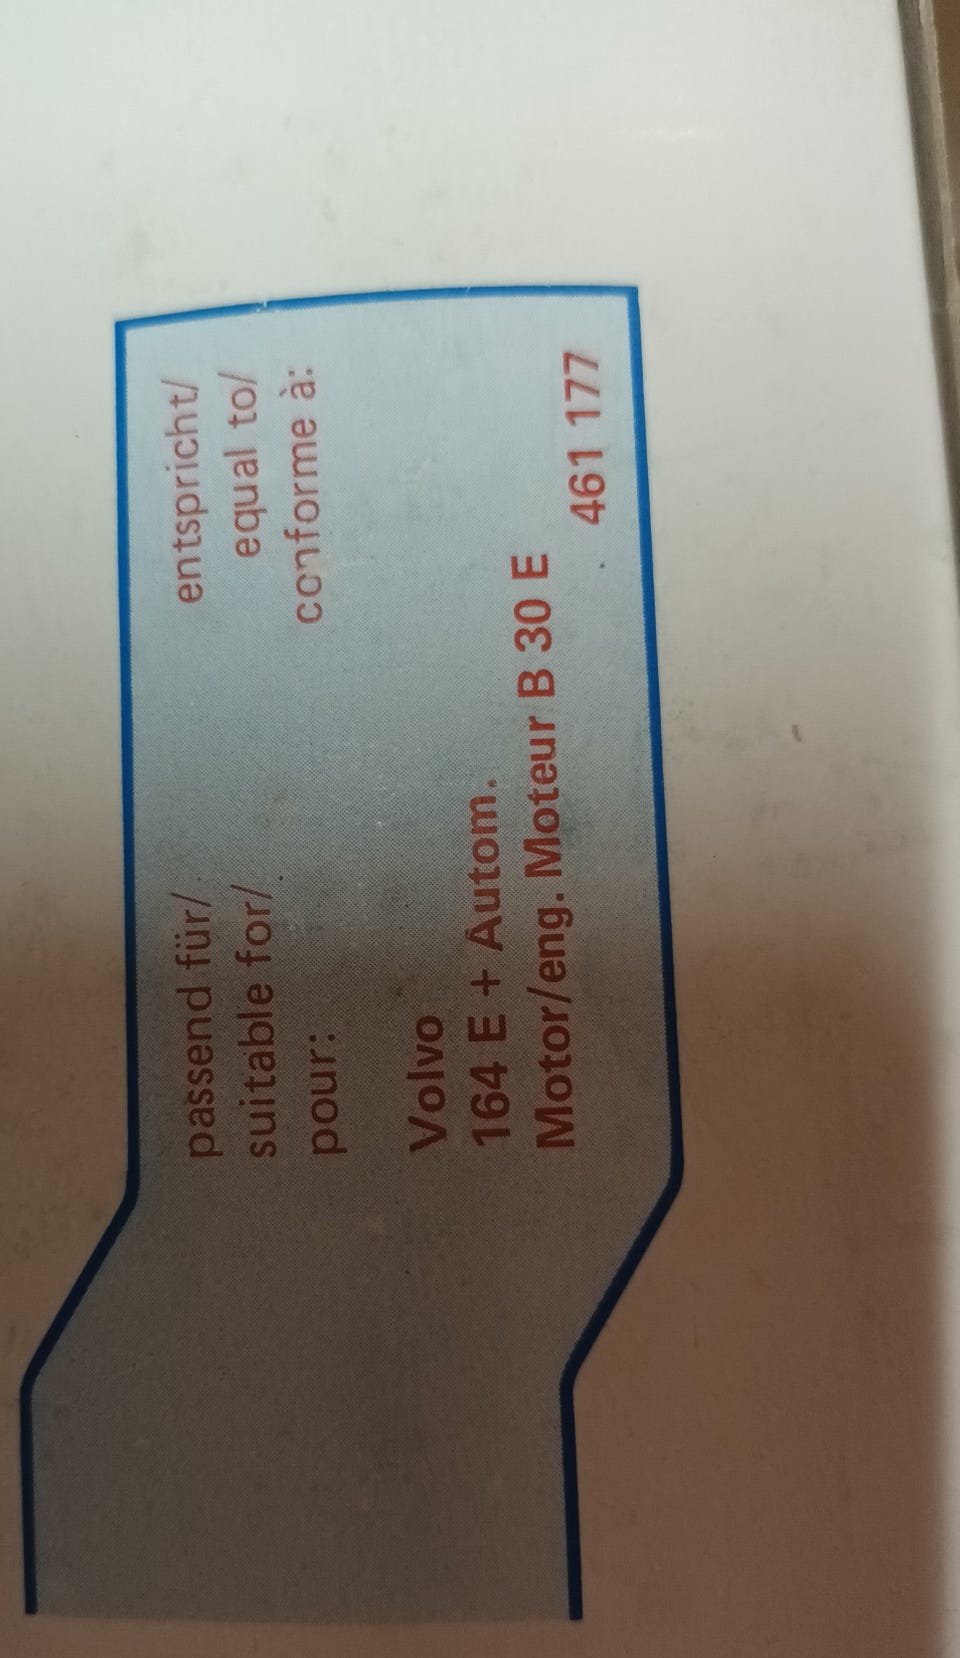 passend für/ entspricht/
suitable for/ equal to/
pour: conforme à:
Volvo
164 E + Autom.
Motor/eng. Moteur B 30 E
461 177